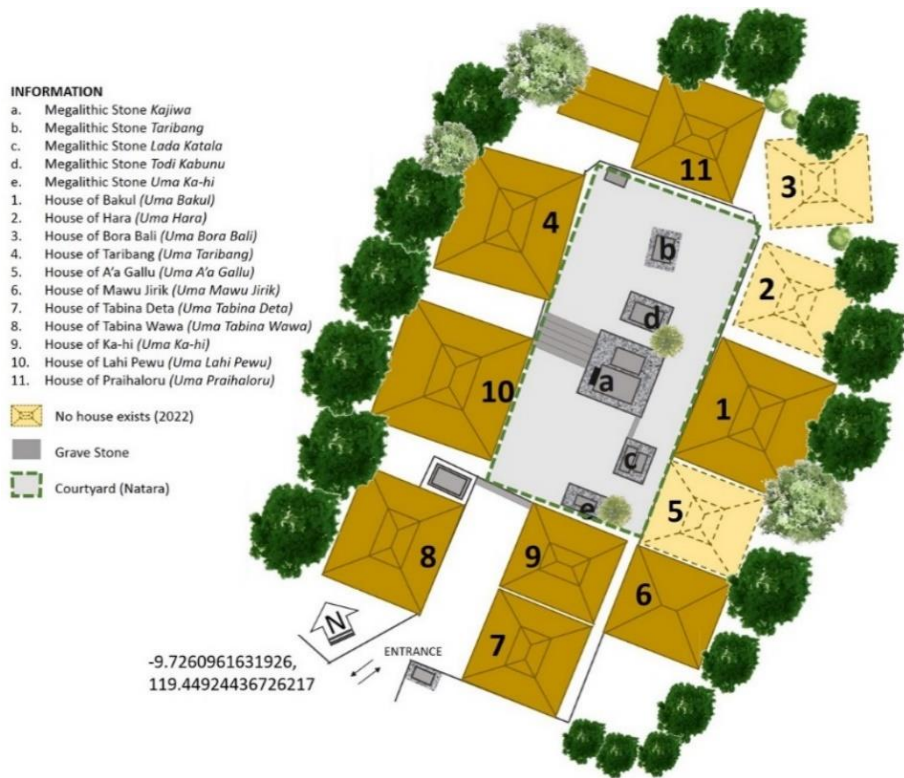 INFORMATION
a. Megalithic Stone Kajiwa
b. Megalithic Stone Taribang
c. Megalithic Stone Lada Katala
d. Megalithic Stone Todi Kabunu
e. Megalithic Stone Uma Ka-hi
1. House of Bakul (Uma Bakul)
2. House of Hara (Uma Hara)
3. House of Bora Bali (Uma Bora Bali)
4. House of Taribang (Uma Taribang)
5. House of A'a Gallu (Uma A'a Gallu)
6. House of Mawu Jirik (Uma Mawu Jirik)
7. House of Tabina Deta (Uma Tabina Deta)
8. House of Tabina Wawa (Uma Tabina Wawa)
9. House of Ka-hi (Uma Ka-hi)
10. House of Lahi Pewu (Uma Lahi Pewu)
11. House of Praihaloru (Uma Praihaloru)
No house exists (2022)
Grave Stone
Courtyard (Natara)
11
3
4
b
2
d
10
a
1
c
5
e
8
9
6
7
N
ENTRANCE
-9.7260961631926,
119.44924436726217